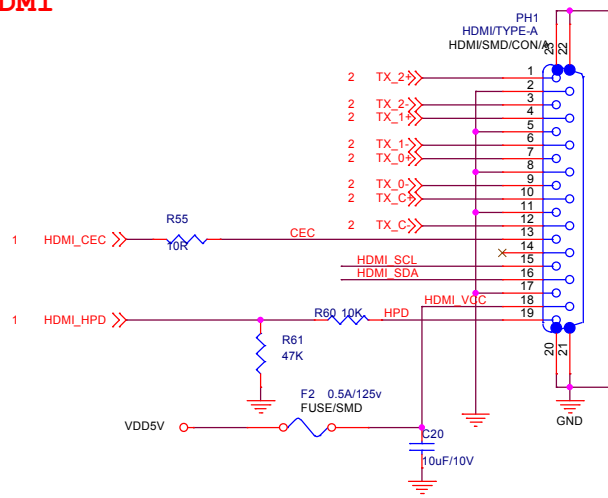 HDMI
PH1
HDMI/TYPE-A
HDMI/SMD/CON/A
23
22
2 TX_2+ 1
2
2 TX_2- 3
2 TX_1+ 4
5
2 TX_1- 6
2 TX_0+ 7
8
2 TX_0- 9
2 TX_C+ 10
11
2 TX_C- 12
R55
10R
1 HDMI_CEC CEC 13
14
HDMI_SCL 15
HDMI_SDA 16
17
HDMI_VCC 18
1 HDMI_HPD R60 10K HPD 19
R61
47K
20
21
GND
F2 0.5A/125v
FUSE/SMD
VDD5V
C20
10uF/10V